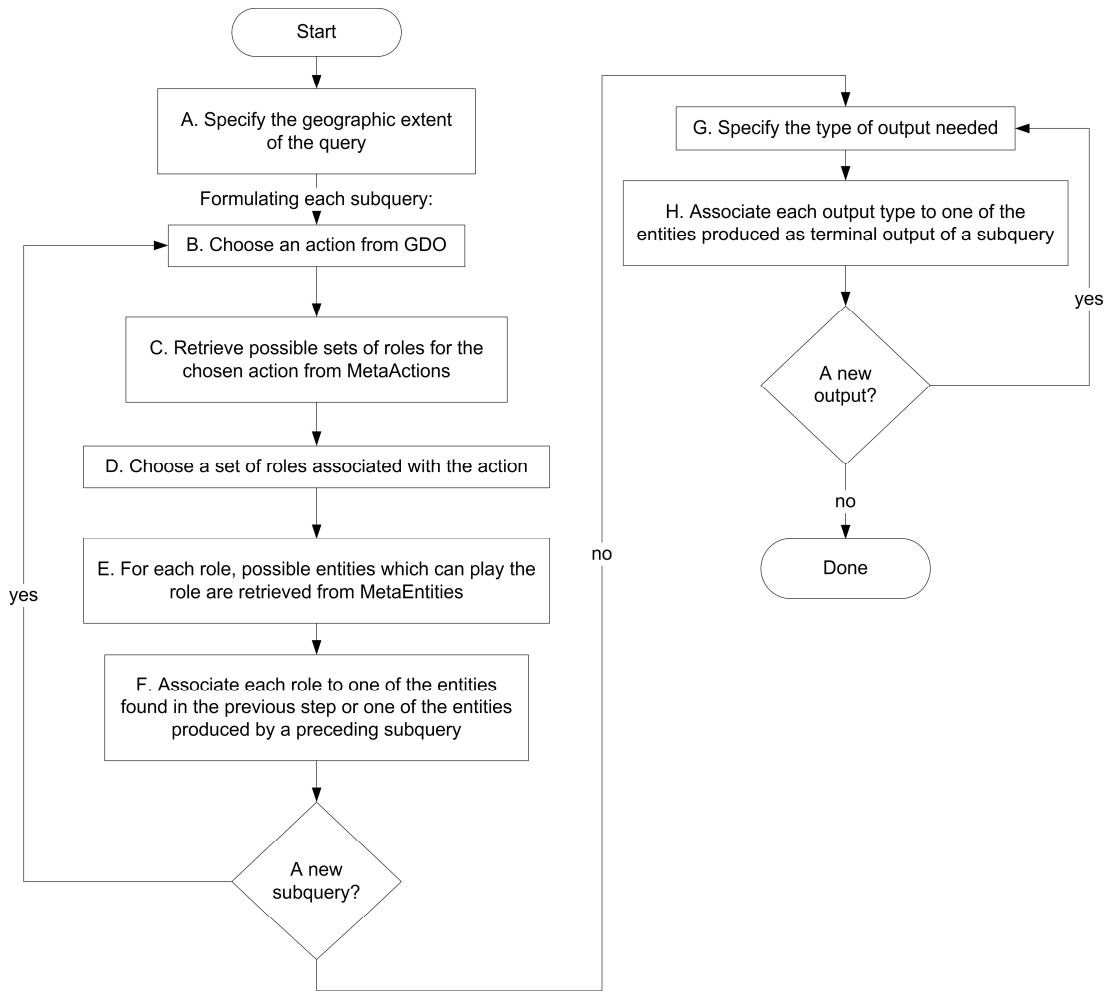 Start
A. Specify the geographic extent
of the query
Formulating each subquery:
B. Choose an action from GDO
C. Retrieve possible sets of roles for the
chosen action from MetaActions
D. Choose a set of roles associated with the action
E. For each role, possible entities which can play the
role are retrieved from MetaEntities
yes
F. Associate each role to one of the entities
found in the previous step or one of the entities
produced by a preceding subquery
A new
subquery?
no
G. Specify the type of output needed
H. Associate each output type to one of the
entities produced as terminal output of a subquery
yes
A new
output?
no
Done